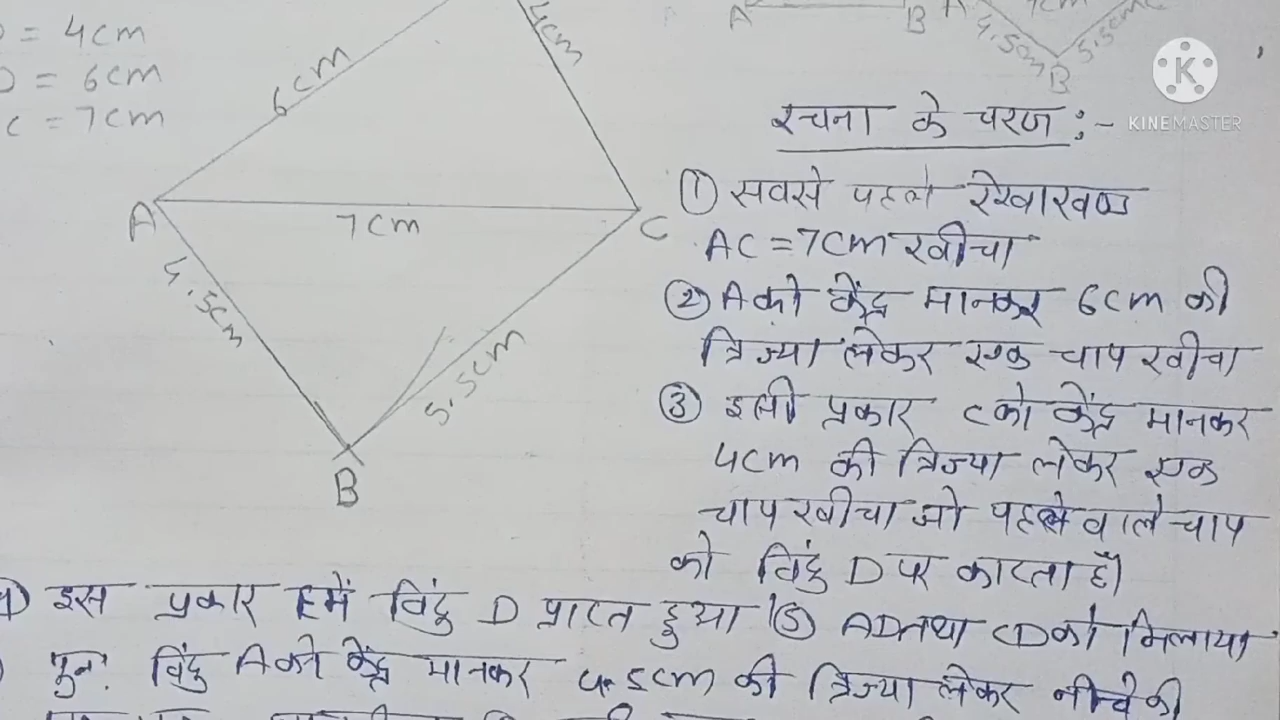 = 4cm
= 6cm
C = 7cm
6cm
4cm
A
7cm
C
4.5cm
5.5cm
B
A
B
A
7cm
C
4.5cm
5.5cm
B
KINEMASTER
रचना के चरण :-
① सबसे पहले रेखाखण्ड
AC = 7cm खींचा
② A को केंद्र मानकर 6cm की
त्रिज्या लेकर एक चाप खींचा
③ इसी प्रकार C को केंद्र मानकर
4cm की त्रिज्या लेकर एक
चाप खींचा जो पहले वाले चाप
को विंदु D पर काटता है।
④ इस प्रकार हमें विंदु D प्राप्त हुआ ⑤ AD तथा CD को मिलाया
पुनः विंदु A को केंद्र मानकर 4.5cm की त्रिज्या लेकर नीचे की